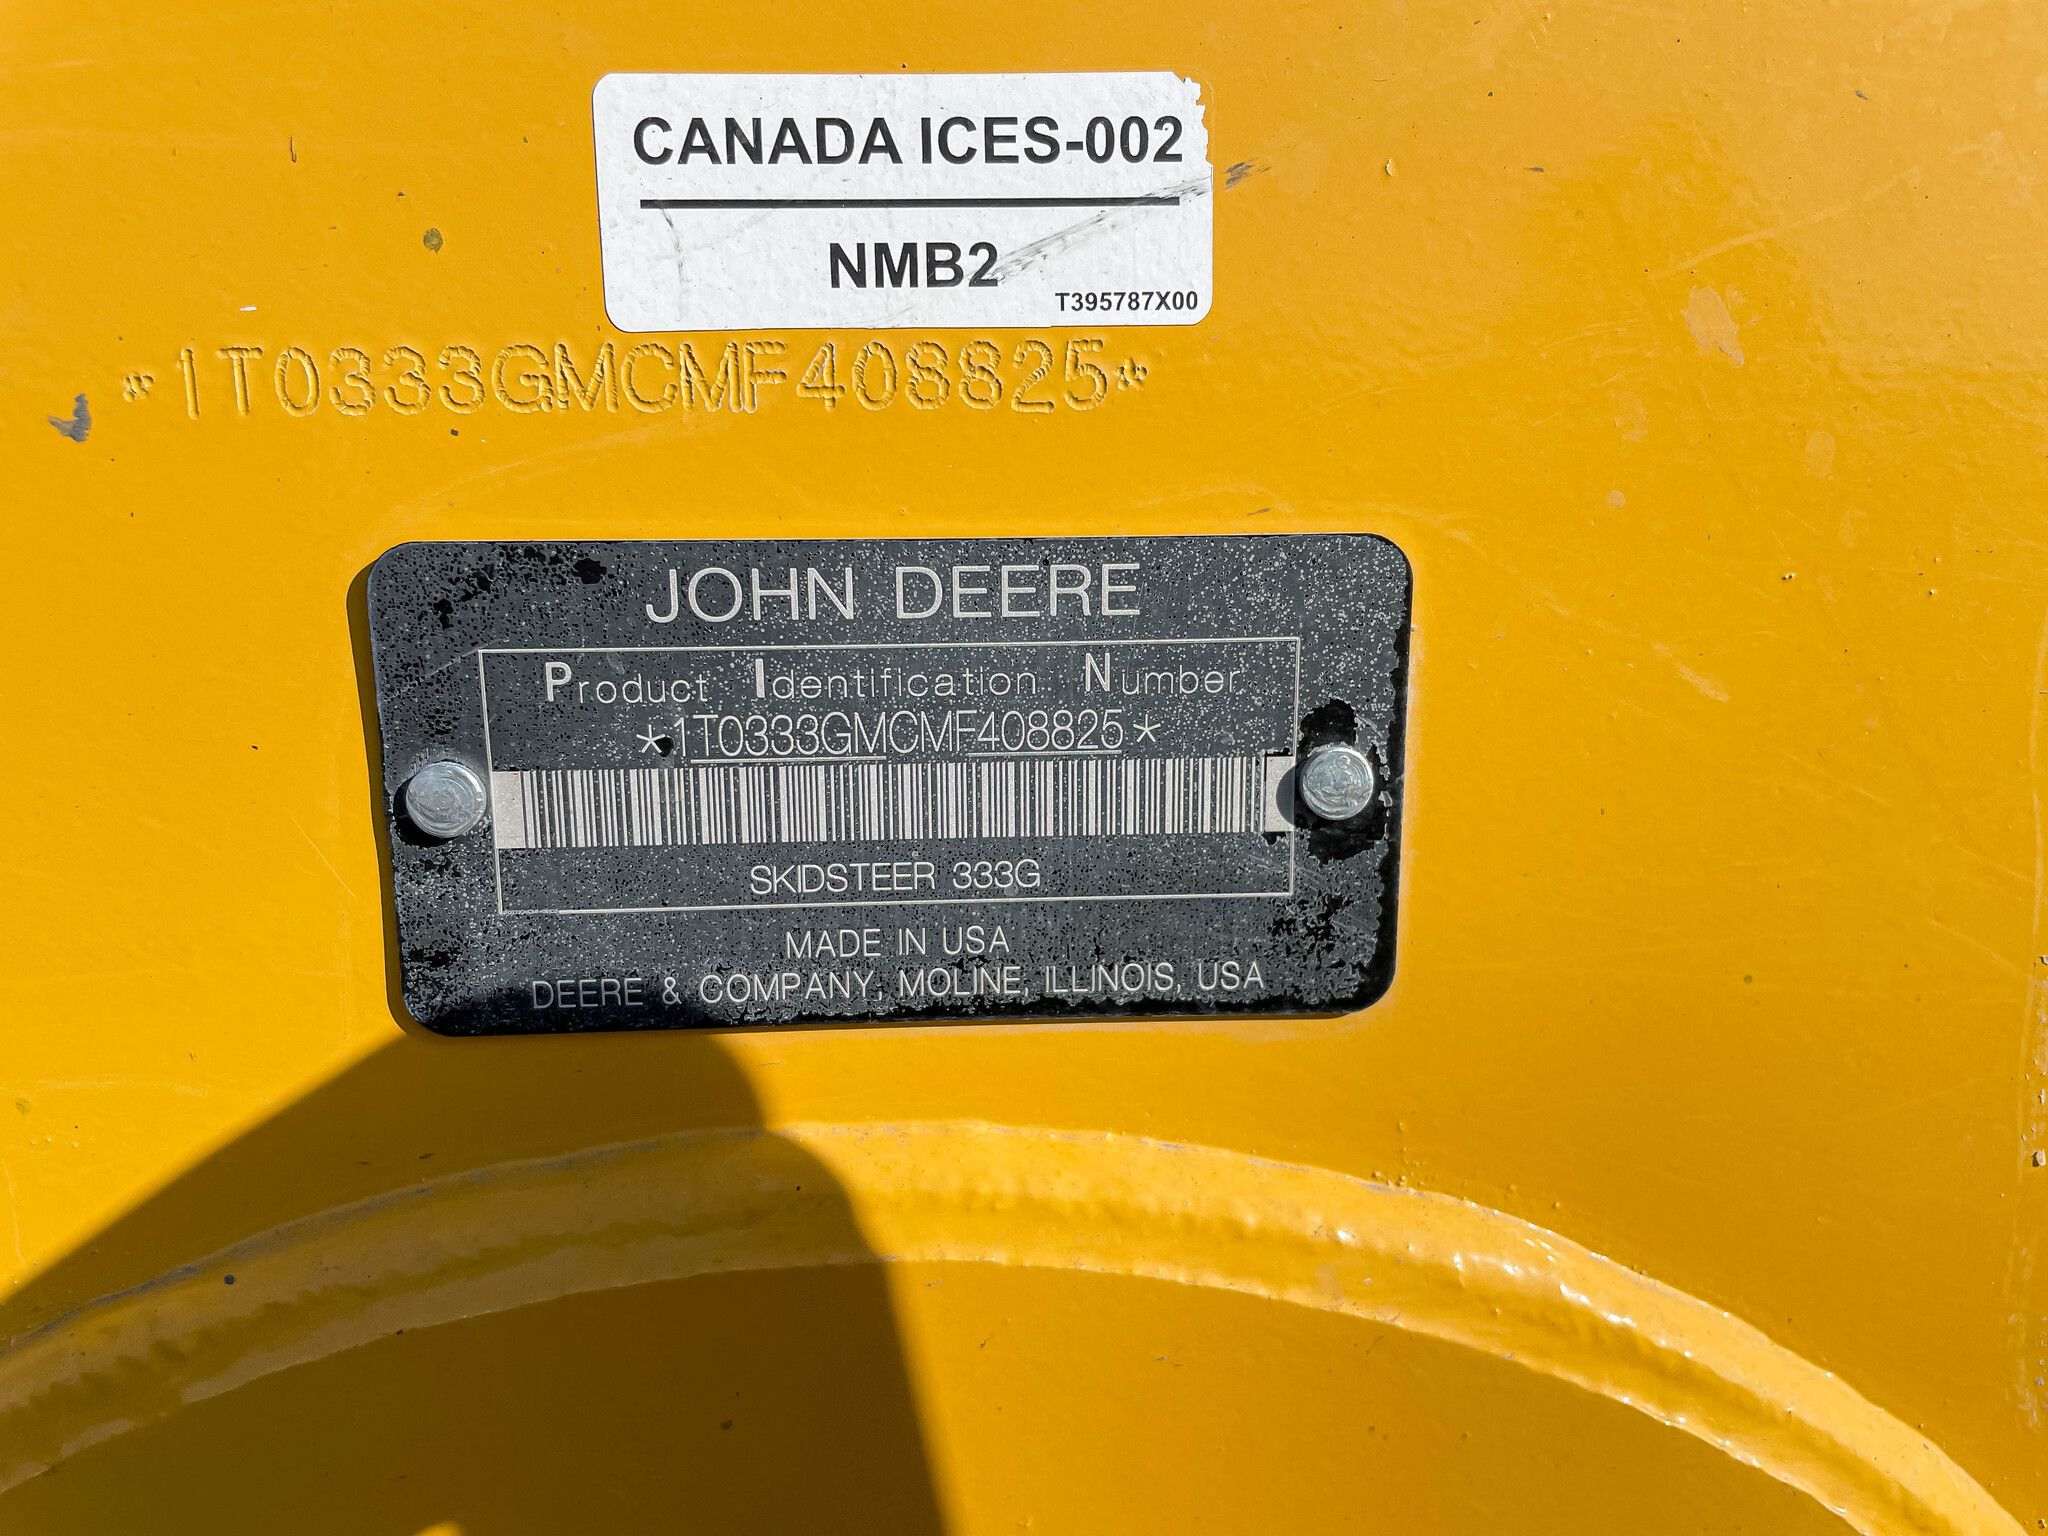 CANADA ICES-002
NMB2
T395787X00
*1T0333GMCMF408825*
JOHN DEERE
Product Identification Number
*1T0333GMCMF408825*
SKIDSTEER 333G
MADE IN USA
DEERE & COMPANY, MOLINE, ILLINOIS, USA